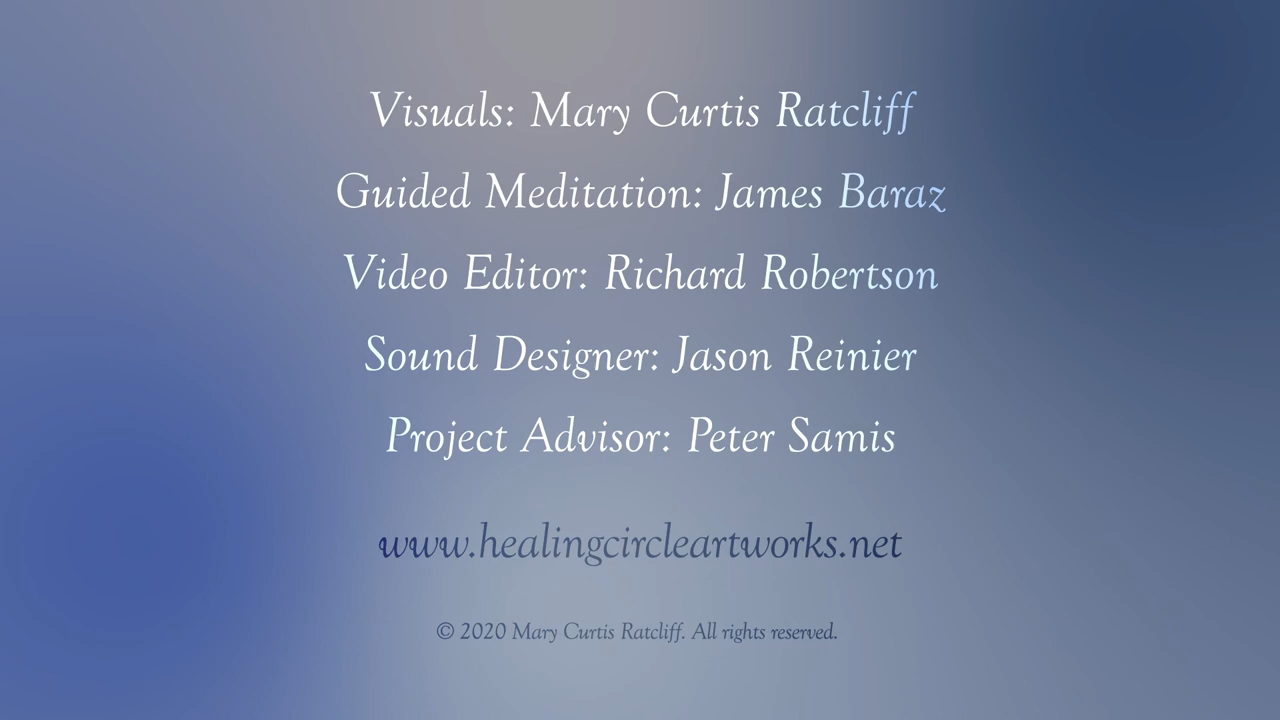 Visuals: Mary Curtis Ratcliff
Guided Meditation: James Baraz
Video Editor: Richard Robertson
Sound Designer: Jason Reinier
Project Advisor: Peter Samis
www.healingcircleartworks.net
© 2020 Mary Curtis Ratcliff. All rights reserved.